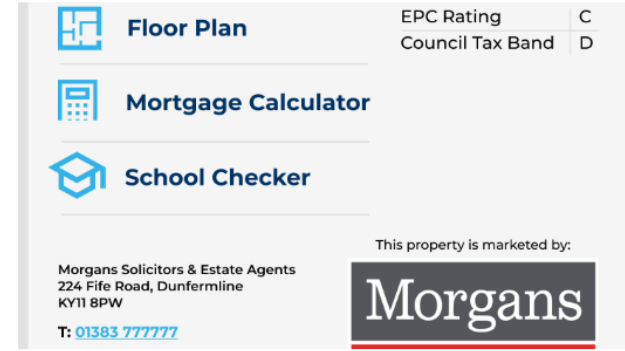 Floor Plan
EPC Rating C
Council Tax Band D
Mortgage Calculator
School Checker
This property is marketed by:
Morgans Solicitors & Estate Agents
224 Fife Road, Dunfermline
KY11 8PW
T: 01383 777777
Morgans